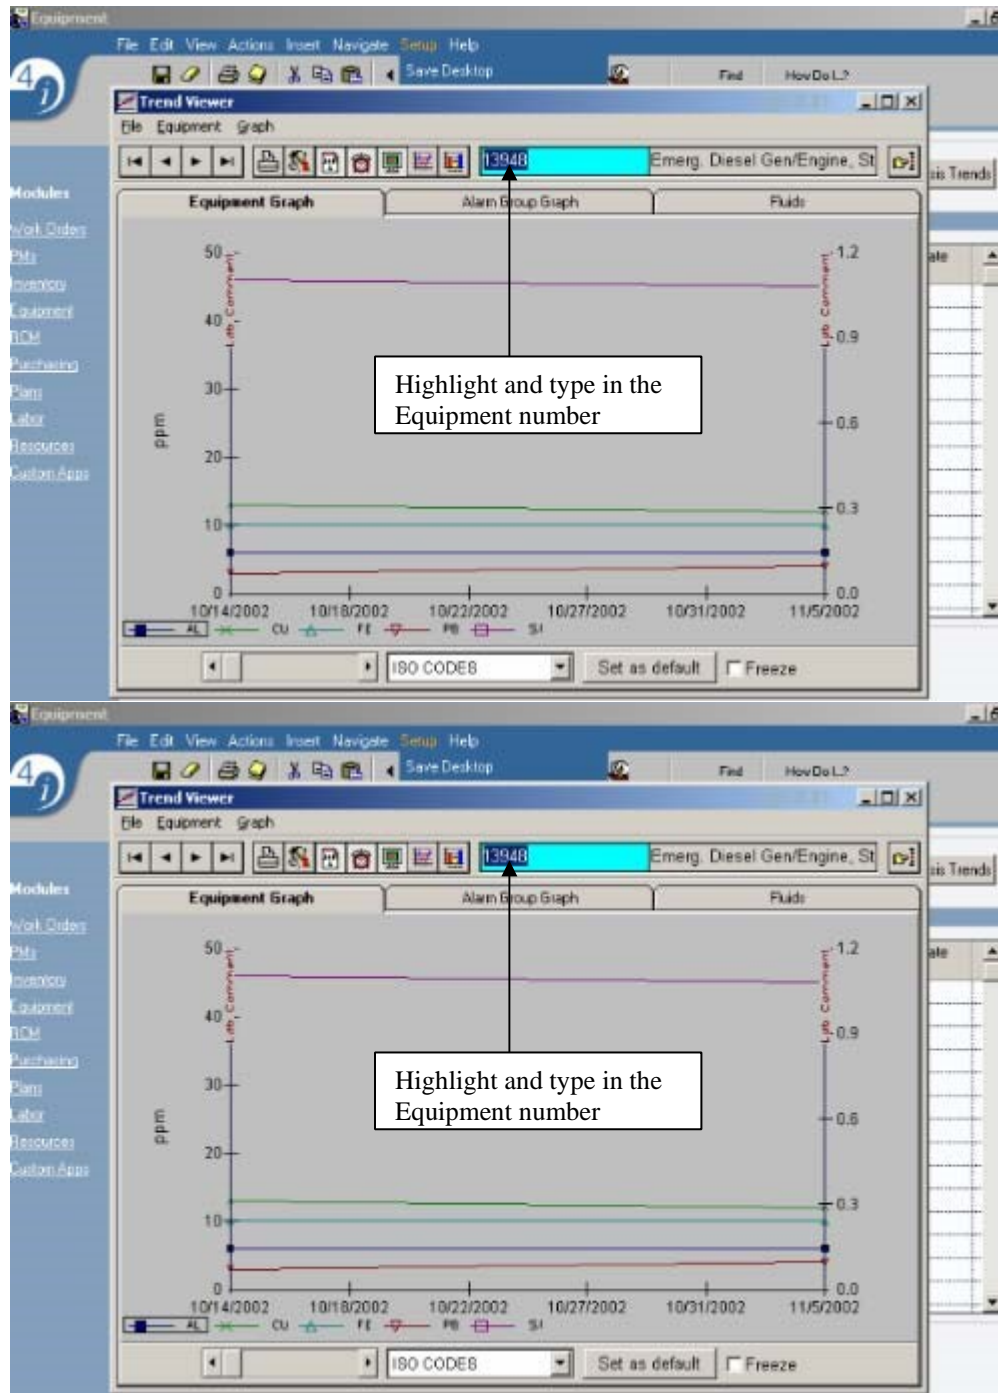 Equipment
File Edit View Actions Insert Navigate Setup Help
Save Desktop
Find How Do I...?
4i
Trend Viewer
File Equipment Graph
13948 Emerg. Diesel Gen/Engine, St
sis Trends
Equipment Graph Alarm Group Graph Fluids
Modules
Work Orders
PMs
Inventory
Equipment
RCM
Purchasing
Plans
Labor
Resources
Custom Apps
ate
50 1.2
Lab Comment Lab Comment
40 0.9
Highlight and type in the
Equipment number
30
ppm 0.6
20
0.3
10
0 0.0
10/14/2002 10/18/2002 10/22/2002 10/27/2002 10/31/2002 11/5/2002
AL CU FE PB SI
ISO CODES Set as default Freeze
Equipment
File Edit View Actions Insert Navigate Setup Help
Save Desktop
Find How Do I...?
4i
Trend Viewer
File Equipment Graph
13948 Emerg. Diesel Gen/Engine, St
sis Trends
Equipment Graph Alarm Group Graph Fluids
Modules
Work Orders
PMs
Inventory
Equipment
RCM
Purchasing
Plans
Labor
Resources
Custom Apps
ate
50 1.2
Lab Comment Lab Comment
40 0.9
Highlight and type in the
Equipment number
30
ppm 0.6
20
0.3
10
0 0.0
10/14/2002 10/18/2002 10/22/2002 10/27/2002 10/31/2002 11/5/2002
AL CU FE PB SI
ISO CODES Set as default Freeze